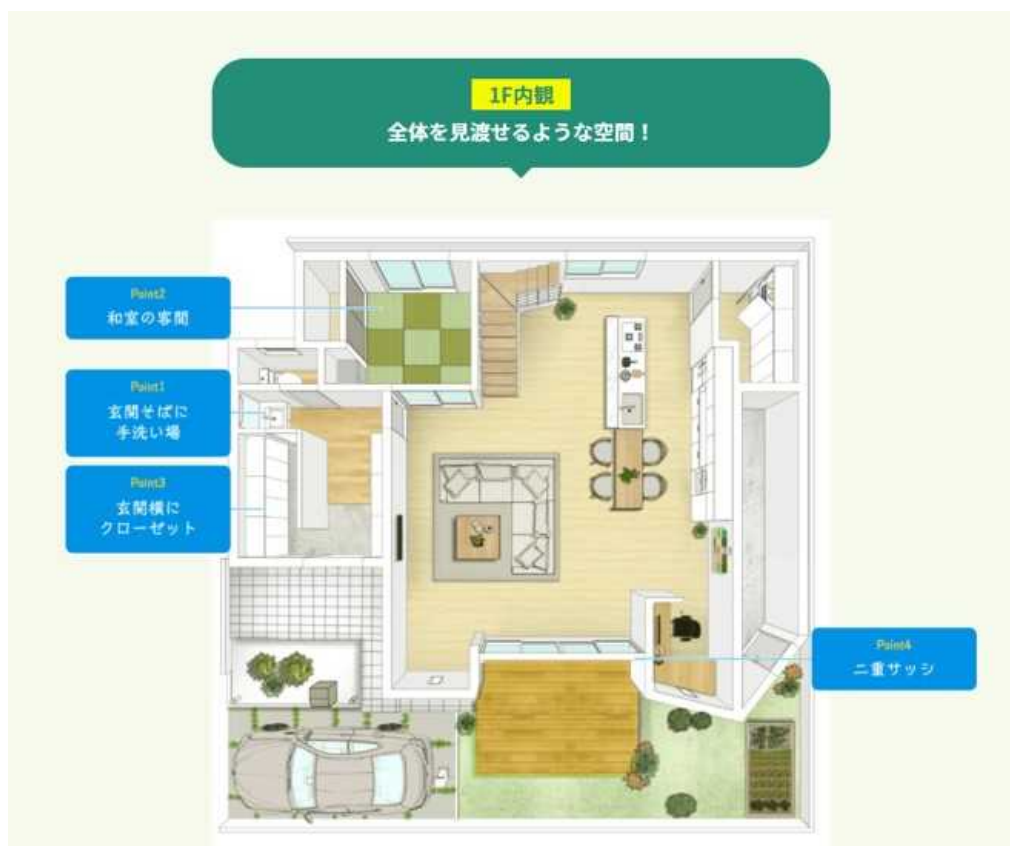 1F内観
全体を見渡せるような空間！
Point2
和室の客間
Point1
玄関そばに
手洗い場
Point3
玄関横に
クローゼット
Point4
二重サッシ